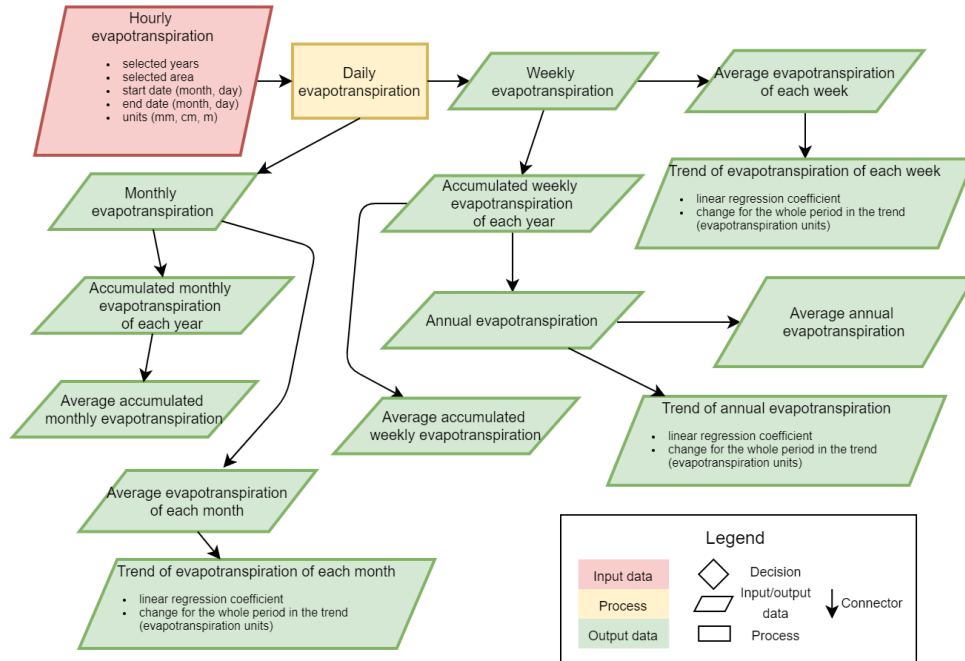 Hourly
evapotranspiration
• selected years
• selected area
• start date (month, day)
• end date (month, day)
• units (mm, cm, m)
Daily
evapotranspiration
Weekly
evapotranspiration
Average evapotranspiration
of each week
Trend of evapotranspiration of each week
• linear regression coefficient
• change for the whole period in the trend
(evapotranspiration units)
Monthly
evapotranspiration
Accumulated weekly
evapotranspiration
of each year
Accumulated monthly
evapotranspiration
of each year
Annual evapotranspiration
Average annual
evapotranspiration
Average accumulated
monthly evapotranspiration
Average accumulated
weekly evapotranspiration
Trend of annual evapotranspiration
• linear regression coefficient
• change for the whole period in the trend
(evapotranspiration units)
Average evapotranspiration
of each month
Trend of evapotranspiration of each month
• linear regression coefficient
• change for the whole period in the trend
(evapotranspiration units)
Legend
Input data
Process
Output data
Decision
Input/output
data
Process
Connector